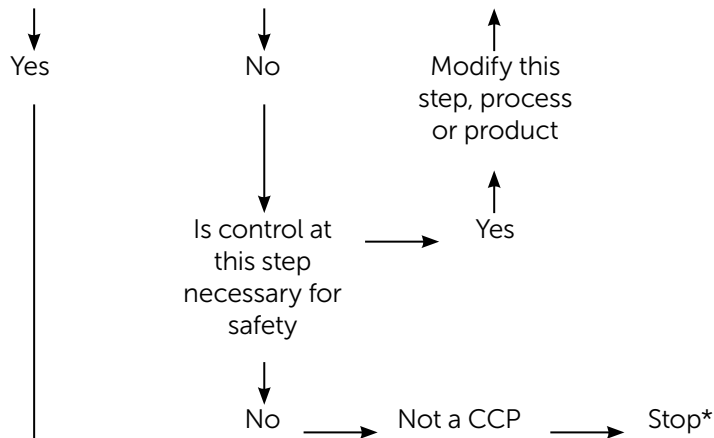 Yes
No
Modify this
step, process
or product
Is control at
this step
necessary for
safety
Yes
No
Not a CCP
Stop*